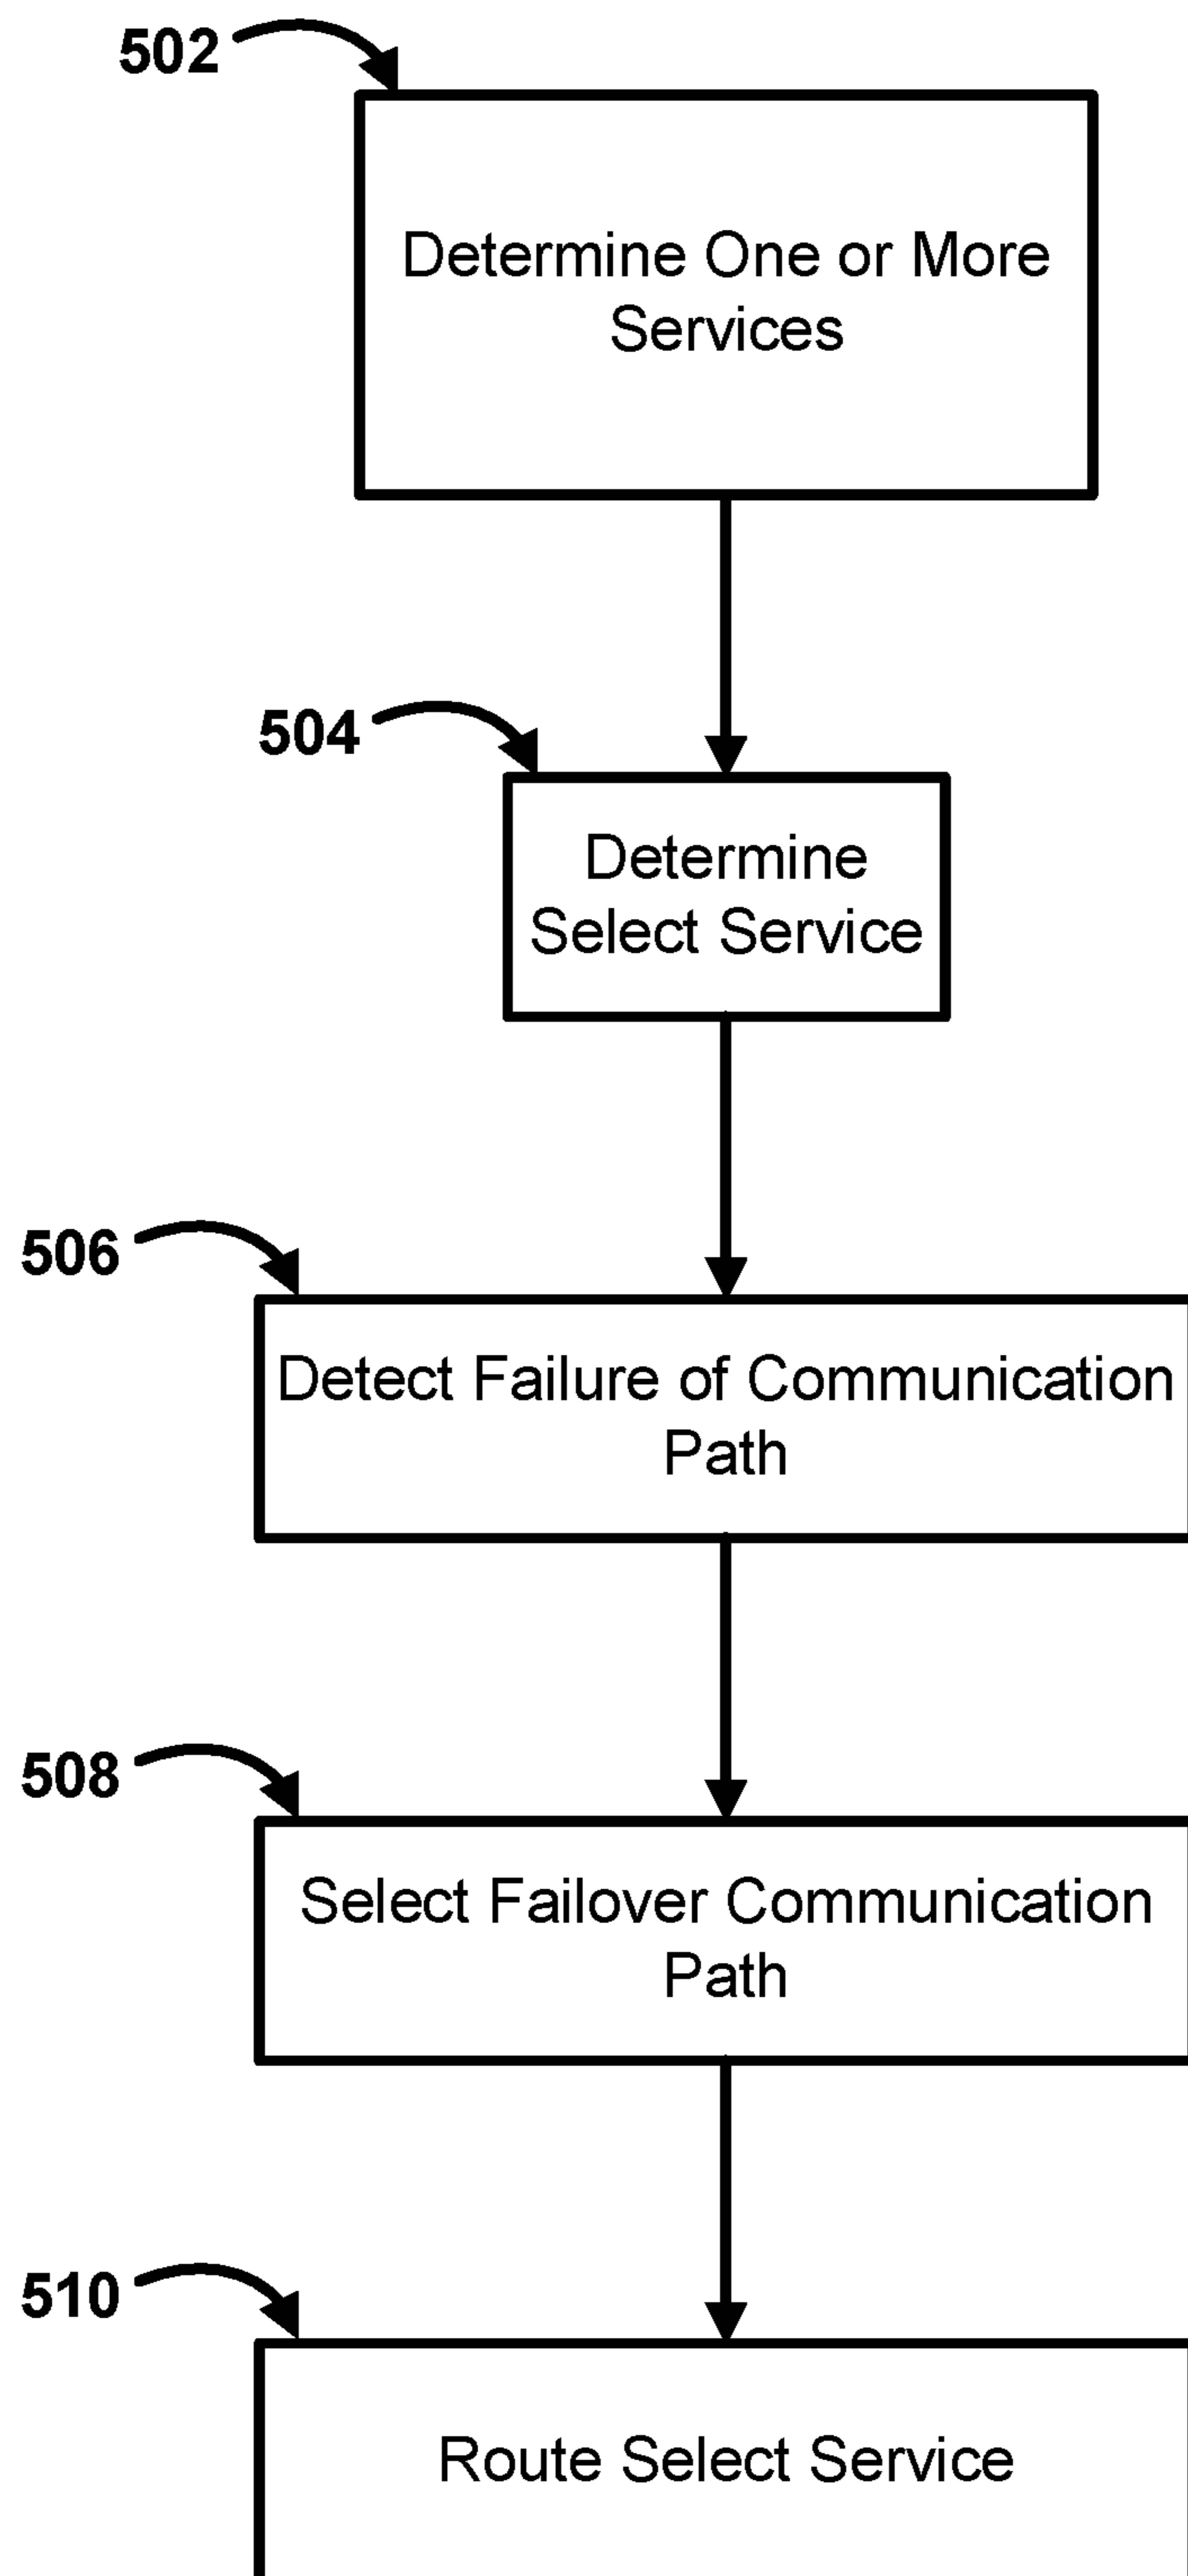 502
Determine One or More
Services
504
Determine
Select Service
506
Detect Failure of Communication
Path
508
Select Failover Communication
Path
510
Route Select Service